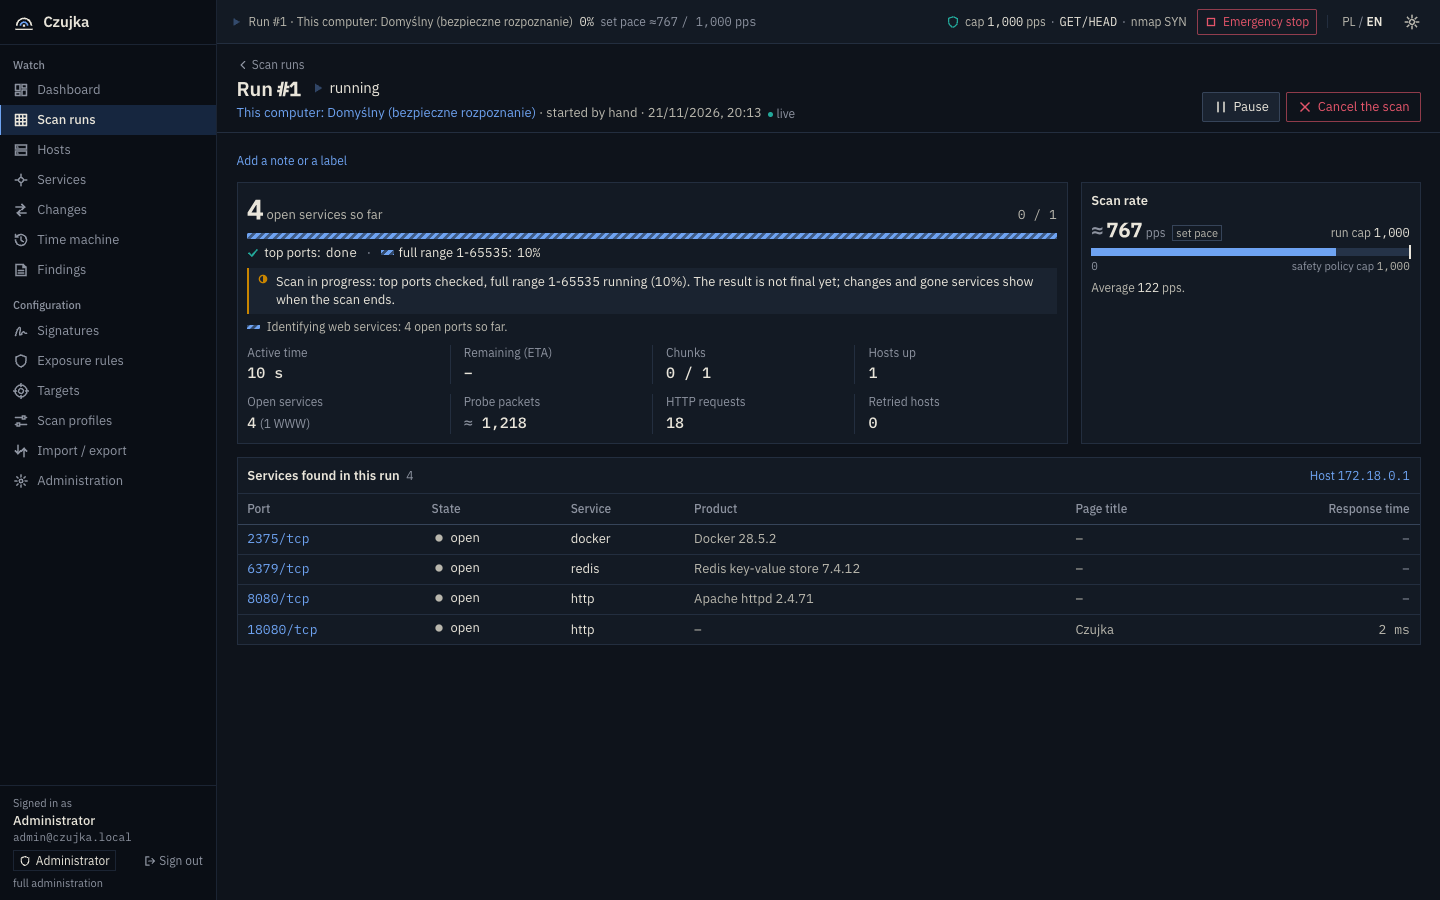 Czujka
Run #1 · This computer: Domyślny (bezpieczne rozpoznanie) 0% set pace ≈767 / 1,000 pps
cap 1,000 pps · GET/HEAD · nmap SYN
Emergency stop
PL / EN
Watch
Dashboard
Scan runs
Hosts
Services
Changes
Time machine
Findings
Configuration
Signatures
Exposure rules
Targets
Scan profiles
Import / export
Administration
Signed in as
Administrator
admin@czujka.local
Administrator
Sign out
full administration
Scan runs
Run #1 running
This computer: Domyślny (bezpieczne rozpoznanie) · started by hand · 21/11/2026, 20:13 live
Pause
Cancel the scan
Add a note or a label
4 open services so far 0 / 1
top ports: done · full range 1-65535: 10%
Scan in progress: top ports checked, full range 1-65535 running (10%). The result is not final yet; changes and gone services show
when the scan ends.
Identifying web services: 4 open ports so far.
Active time Remaining (ETA) Chunks Hosts up
10 s – 0 / 1 1
Open services Probe packets HTTP requests Retried hosts
4 (1 WWW) ≈ 1,218 18 0
Scan rate
≈767 pps set pace run cap 1,000
0 safety policy cap 1,000
Average 122 pps.
Services found in this run 4 Host 172.18.0.1
Port State Service Product Page title Response time
2375/tcp open docker Docker 28.5.2 – –
6379/tcp open redis Redis key-value store 7.4.12 – –
8080/tcp open http Apache httpd 2.4.71 – –
18080/tcp open http – Czujka 2 ms